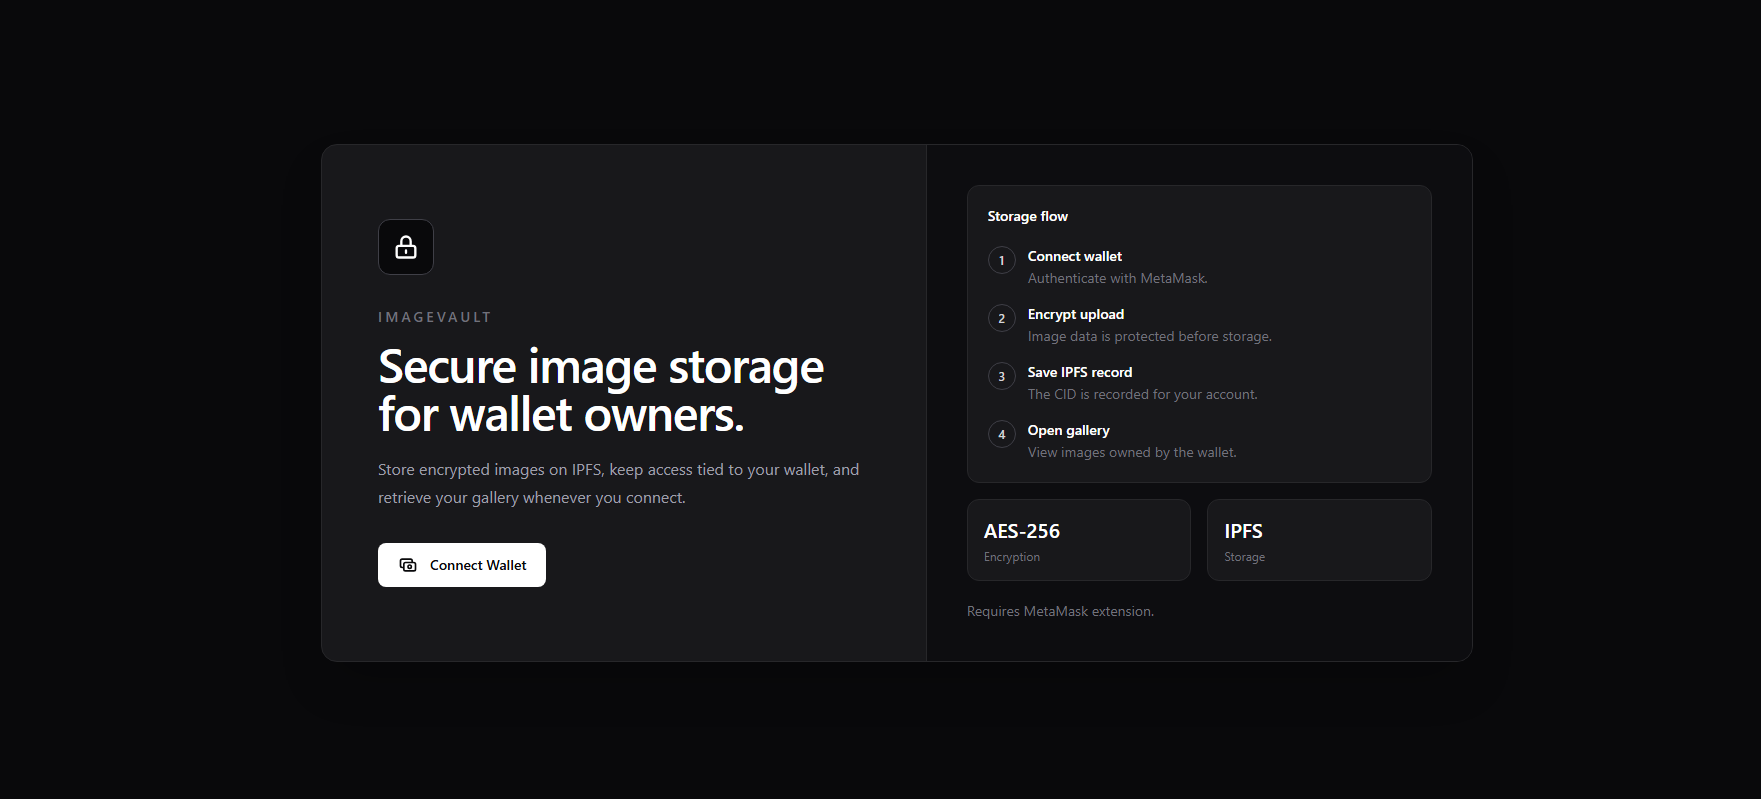 IMAGEVAULT
Secure image storage
for wallet owners.
Store encrypted images on IPFS, keep access tied to your wallet, and
retrieve your gallery whenever you connect.
Connect Wallet
Storage flow
1
Connect wallet
Authenticate with MetaMask.
2
Encrypt upload
Image data is protected before storage.
3
Save IPFS record
The CID is recorded for your account.
4
Open gallery
View images owned by the wallet.
AES-256
Encryption
IPFS
Storage
Requires MetaMask extension.